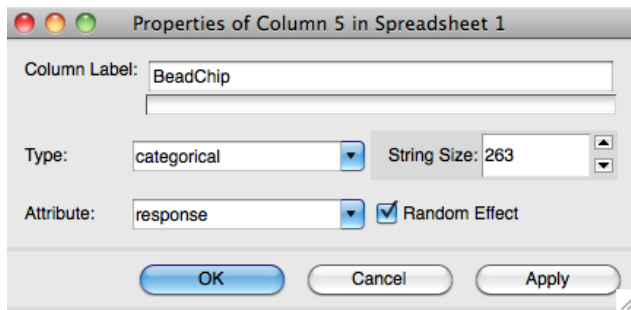 Properties of Column 5 in Spreadsheet 1
Column Label: BeadChip
Type: categorical String Size: 263
Attribute: response Random Effect
OK Cancel Apply